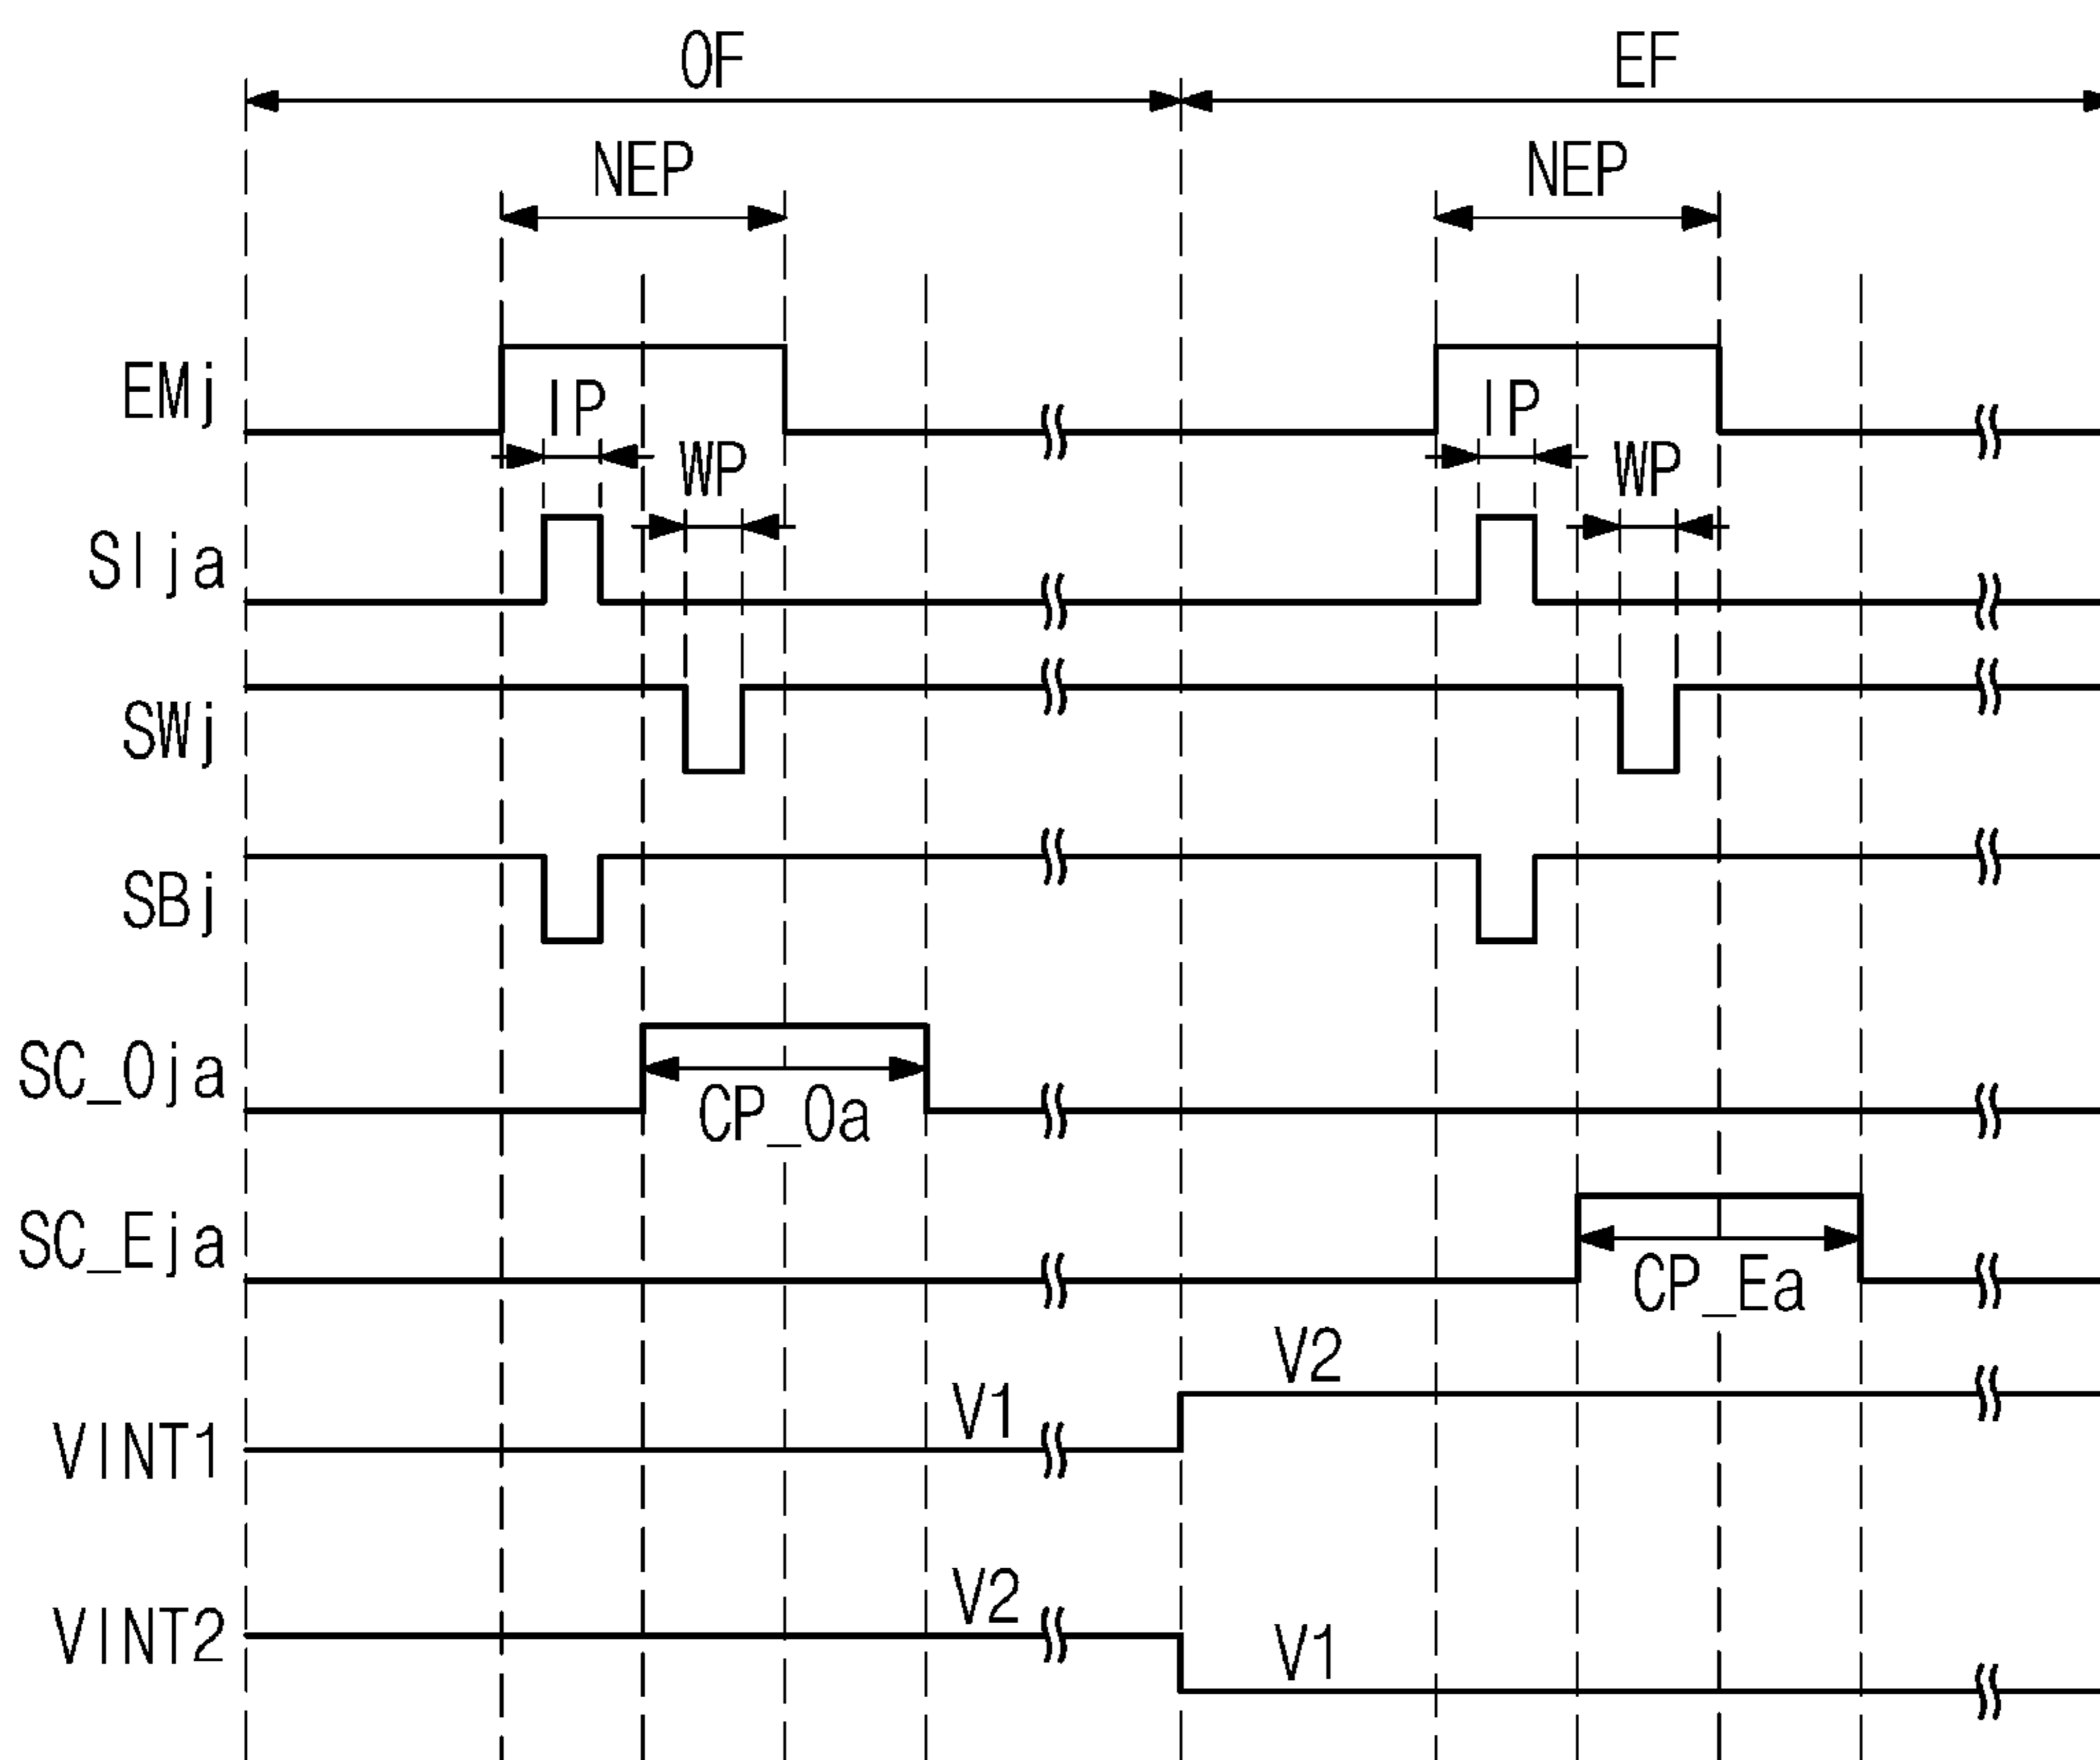 OF EF
NEP NEP
EMj IP IP
WP WP
SIja
SWj
SBj
SC_Oja
CP_Oa
SC_Eja
CP_Ea
V2
VINT1 V1
VINT2 V2
V1